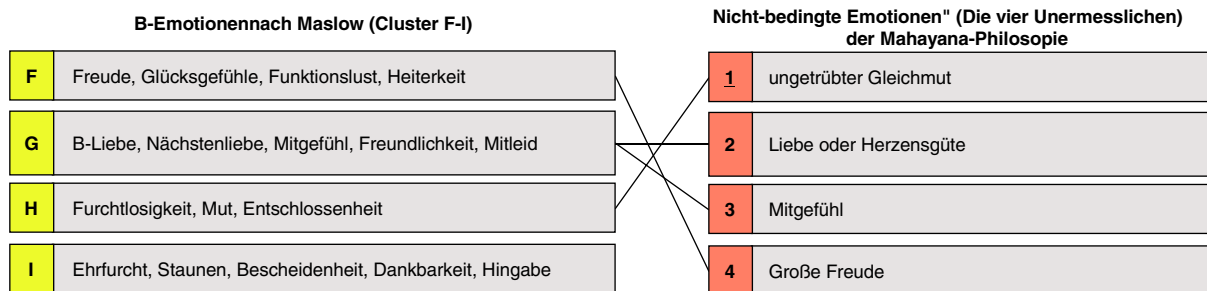 B-Emotionennach Maslow (Cluster F-I)
F Freude, Glücksgefühle, Funktionslust, Heiterkeit
G B-Liebe, Nächstenliebe, Mitgefühl, Freundlichkeit, Mitleid
H Furchtlosigkeit, Mut, Entschlossenheit
I Ehrfurcht, Staunen, Bescheidenheit, Dankbarkeit, Hingabe
Nicht-bedingte Emotionen" (Die vier Unermesslichen)
der Mahayana-Philosopie
1 ungetrübter Gleichmut
2 Liebe oder Herzensgüte
3 Mitgefühl
4 Große Freude